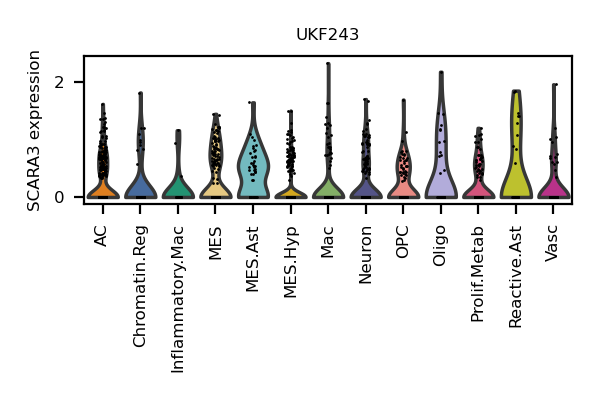 UKF243
SCARA3 expression
2
0
AC
Chromatin.Reg
Inflammatory.Mac
MES
MES.Ast
MES.Hyp
Mac
Neuron
OPC
Oligo
Prolif.Metab
Reactive.Ast
Vasc